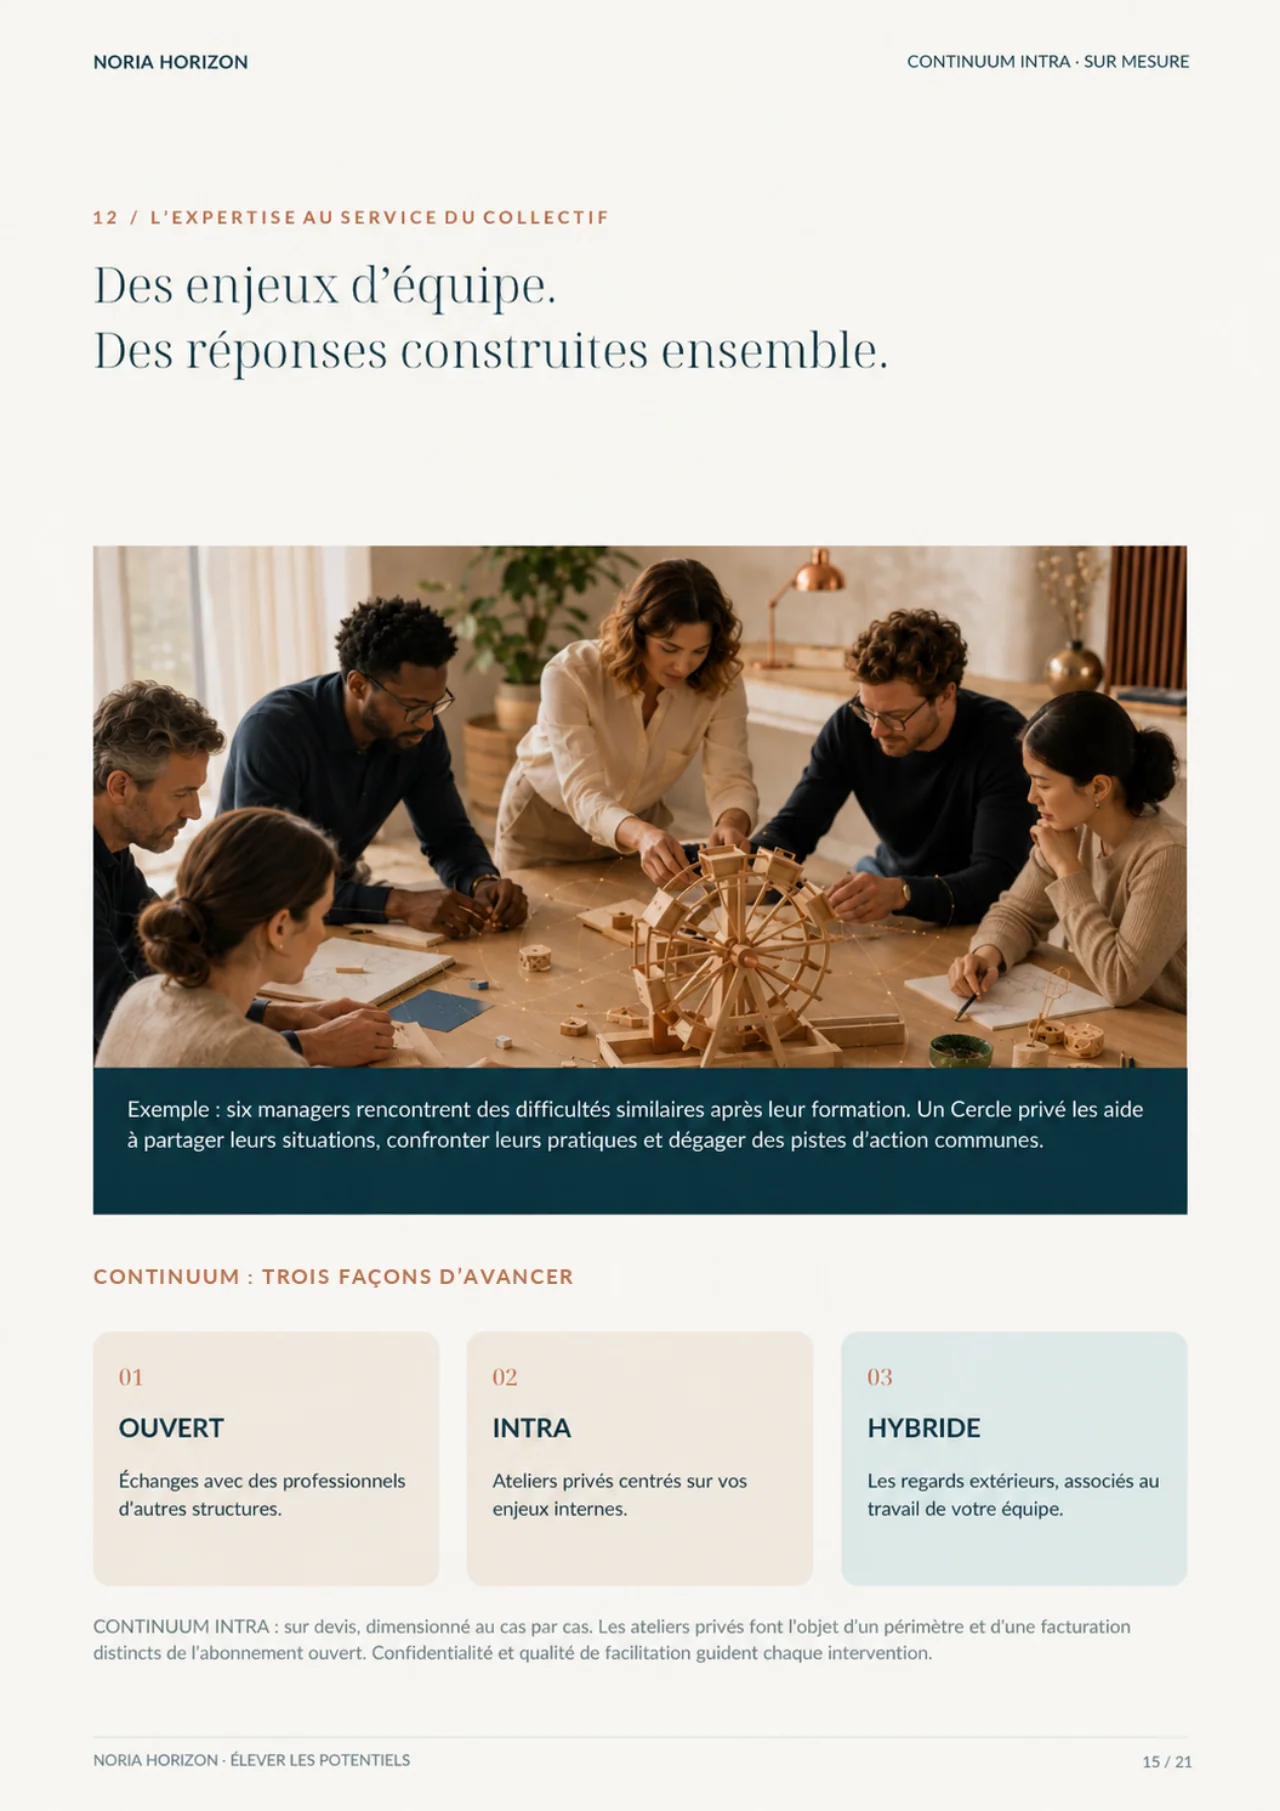 NORIA HORIZON
CONTINUUM INTRA · SUR MESURE
12 / L’EXPERTISE AU SERVICE DU COLLECTIF
Des enjeux d’équipe.
Des réponses construites ensemble.
Exemple : six managers rencontrent des difficultés similaires après leur formation. Un Cercle privé les aide
à partager leurs situations, confronter leurs pratiques et dégager des pistes d’action communes.
CONTINUUM : TROIS FAÇONS D’AVANCER
01
OUVERT
Échanges avec des professionnels
d'autres structures.
02
INTRA
Ateliers privés centrés sur vos
enjeux internes.
03
HYBRIDE
Les regards extérieurs, associés au
travail de votre équipe.
CONTINUUM INTRA : sur devis, dimensionné au cas par cas. Les ateliers privés font l'objet d'un périmètre et d'une facturation
distincts de l'abonnement ouvert. Confidentialité et qualité de facilitation guident chaque intervention.
NORIA HORIZON · ÉLEVER LES POTENTIELS
15 / 21